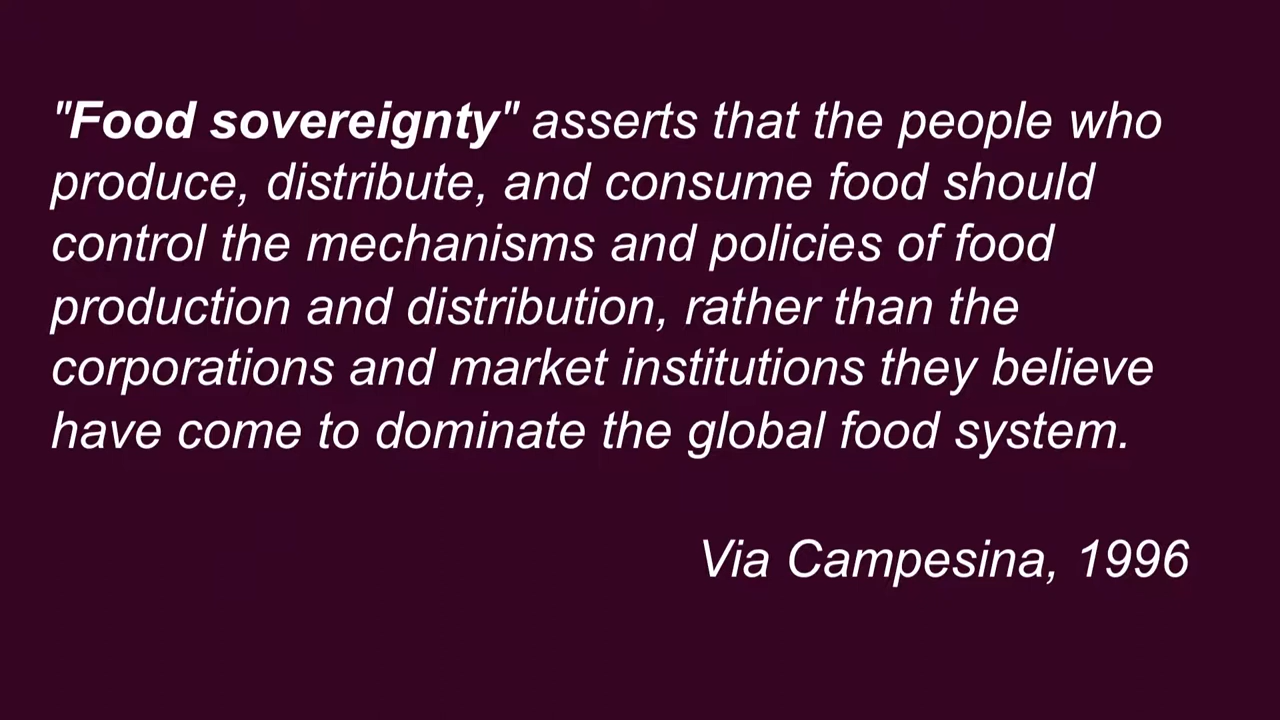 "Food sovereignty" asserts that the people who
produce, distribute, and consume food should
control the mechanisms and policies of food
production and distribution, rather than the
corporations and market institutions they believe
have come to dominate the global food system.
Via Campesina, 1996